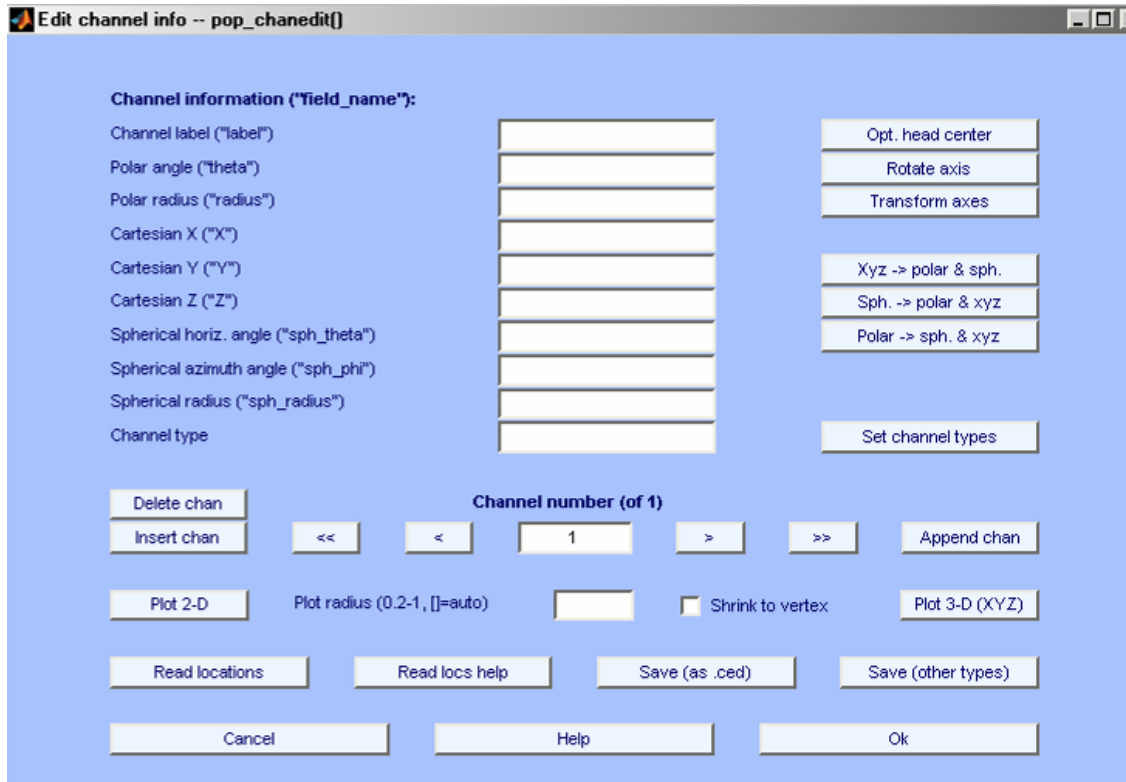 Edit channel info -- pop_chanedit()
Channel information ("field_name"):
Channel label ("label")
Opt. head center
Polar angle ("theta")
Rotate axis
Polar radius ("radius")
Transform axes
Cartesian X ("X")
Cartesian Y ("Y")
Xyz -> polar & sph.
Cartesian Z ("Z")
Sph. -> polar & xyz
Spherical horiz. angle ("sph_theta")
Polar -> sph. & xyz
Spherical azimuth angle ("sph_phi")
Spherical radius ("sph_radius")
Channel type
Set channel types
Delete chan
Channel number (of 1)
Insert chan
<<
<
1
>
>>
Append chan
Plot 2-D
Plot radius (0.2-1, []=auto)
Shrink to vertex
Plot 3-D (XYZ)
Read locations
Read locs help
Save (as .ced)
Save (other types)
Cancel
Help
Ok